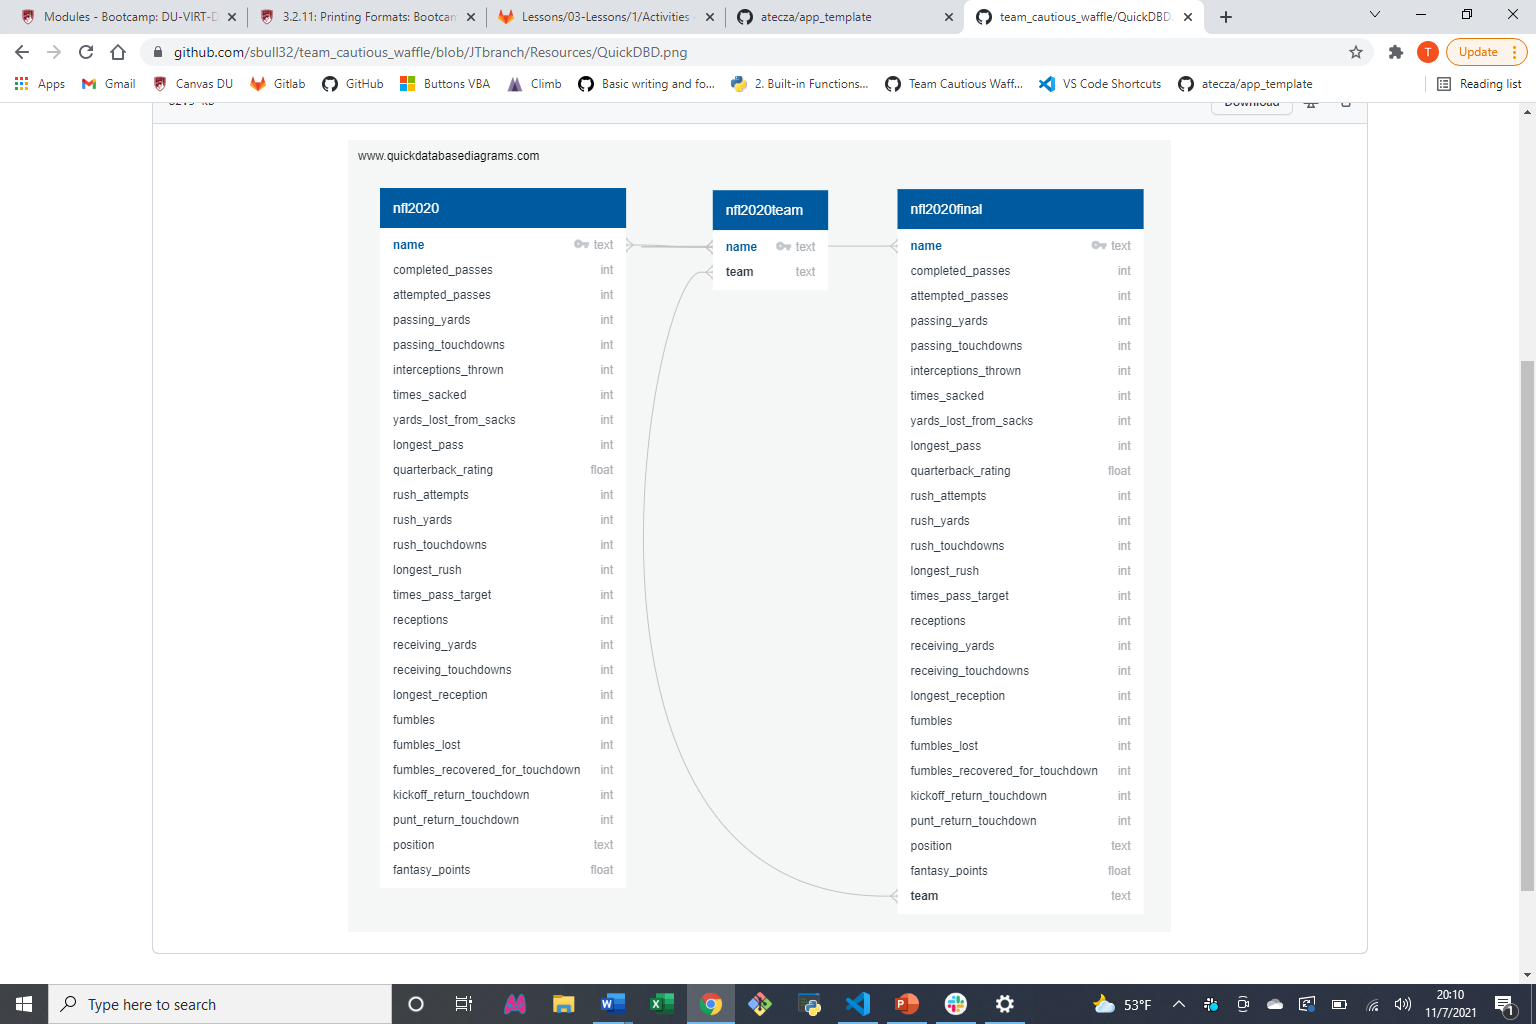 Modules - Bootcamp: DU-VIRT-D
3.2.11: Printing Formats: Bootcam
Lessons/03-Lessons/1/Activities
atecza/app_template
team_cautious_waffle/QuickDBD.
github.com/sbull32/team_cautious_waffle/blob/JTbranch/Resources/QuickDBD.png
T
Update
Apps
Gmail
Canvas DU
Gitlab
GitHub
Buttons VBA
Climb
Basic writing and fo...
2. Built-in Functions...
Team Cautious Waff...
VS Code Shortcuts
atecza/app_template
Reading list
Download
www.quickdatabasediagrams.com
nfl2020
name text
completed_passes int
attempted_passes int
passing_yards int
passing_touchdowns int
interceptions_thrown int
times_sacked int
yards_lost_from_sacks int
longest_pass int
quarterback_rating float
rush_attempts int
rush_yards int
rush_touchdowns int
longest_rush int
times_pass_target int
receptions int
receiving_yards int
receiving_touchdowns int
longest_reception int
fumbles int
fumbles_lost int
fumbles_recovered_for_touchdown int
kickoff_return_touchdown int
punt_return_touchdown int
position text
fantasy_points float
nfl2020team
name text
team text
nfl2020final
name text
completed_passes int
attempted_passes int
passing_yards int
passing_touchdowns int
interceptions_thrown int
times_sacked int
yards_lost_from_sacks int
longest_pass int
quarterback_rating float
rush_attempts int
rush_yards int
rush_touchdowns int
longest_rush int
times_pass_target int
receptions int
receiving_yards int
receiving_touchdowns int
longest_reception int
fumbles int
fumbles_lost int
fumbles_recovered_for_touchdown int
kickoff_return_touchdown int
punt_return_touchdown int
position text
fantasy_points float
team text
Type here to search
53°F
20:10
11/7/2021
1